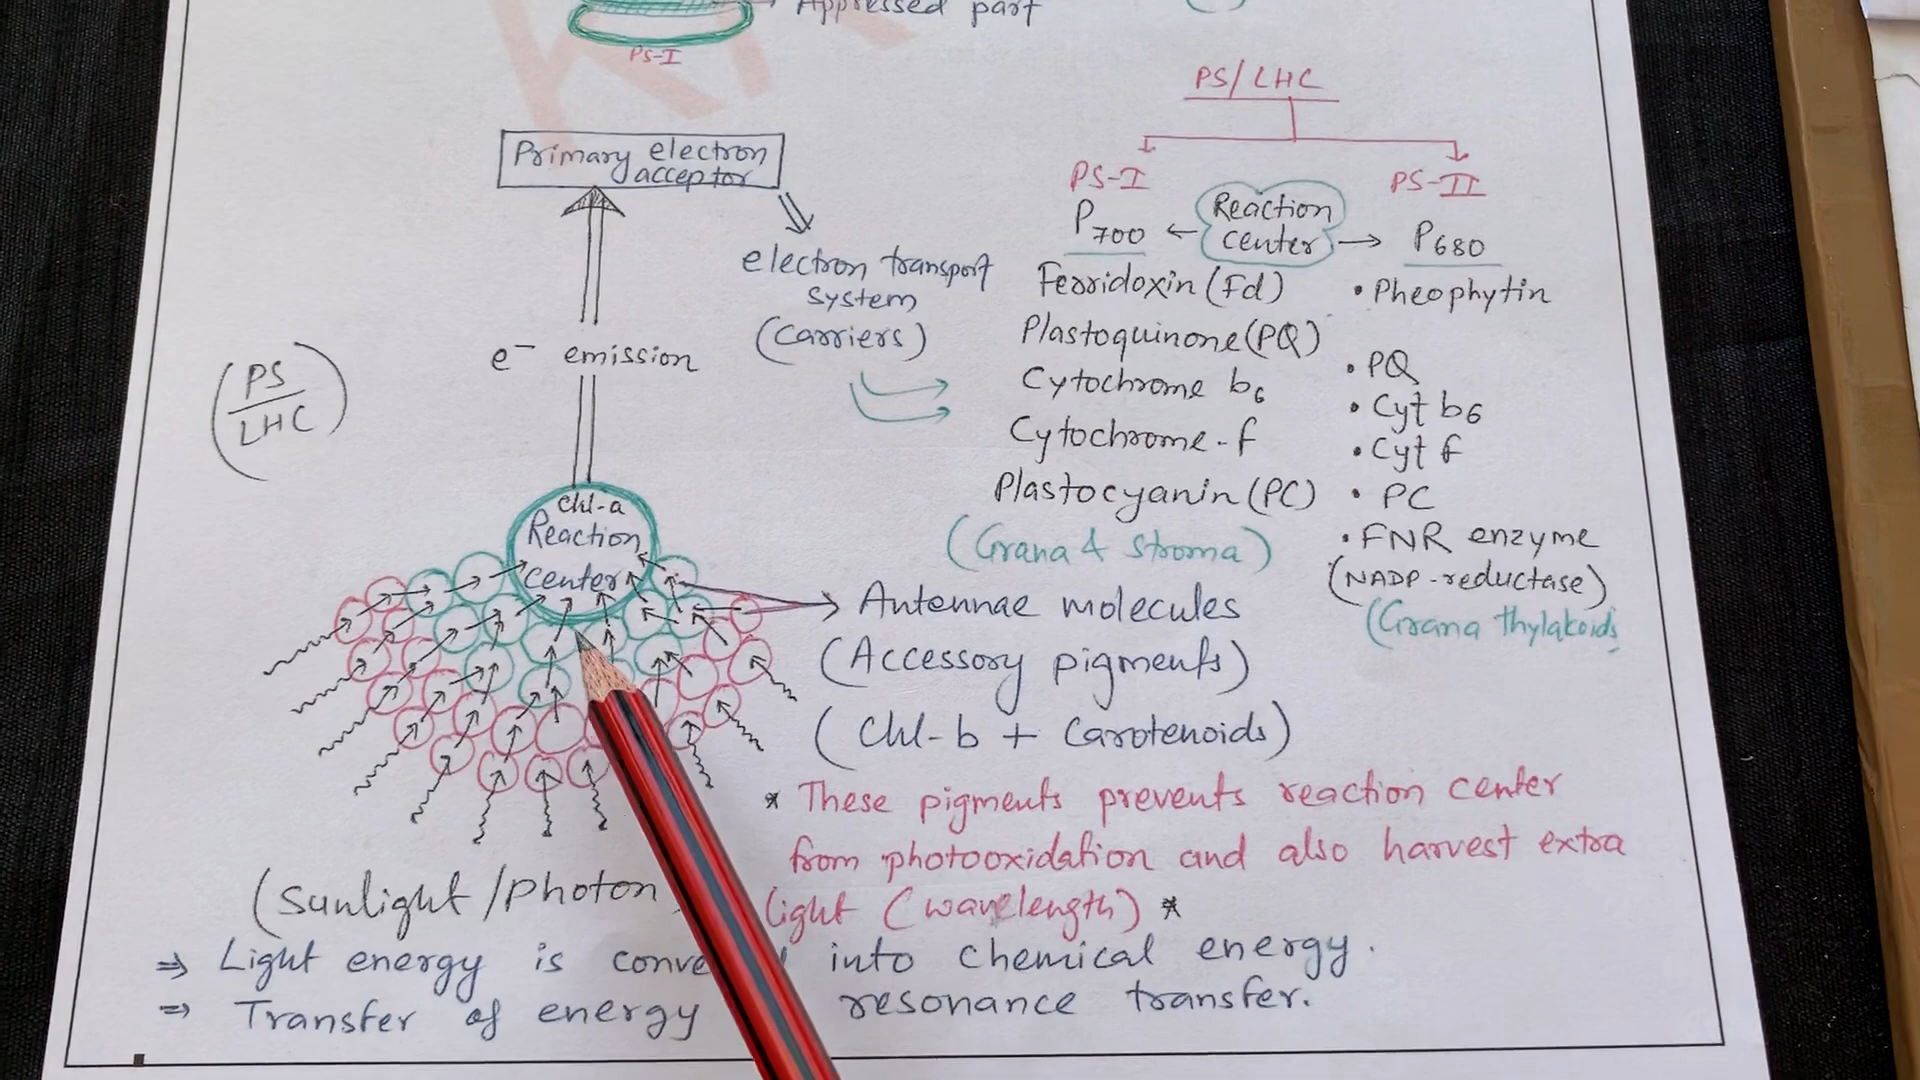 Appressed part
PS-I
Primary electron
acceptor
electron transport
system
(Carriers)
e⁻ emission
PS
LHC
Chl-a
Reaction
center
(Sunlight/Photon
PS/LHC
PS-I
PS-II
Reaction
center
P700
P680
Ferridoxin (Fd)
Plastoquinone (PQ)
Cytochrome b6
Cytochrome-f
Plastocyanin (PC)
(Grana & Stroma)
• Pheophytin
• PQ
• Cyt b6
• Cyt f
• PC
• FNR enzyme
(NADP-reductase)
(Grana thylakoids
Antennae molecules
(Accessory pigments)
(Chl-b + Carotenoids)
* These pigments prevents reaction center
from photooxidation and also harvest extra
light (wavelength) *
⇒ Light energy is conve into chemical energy.
⇒ Transfer of energy resonance transfer.